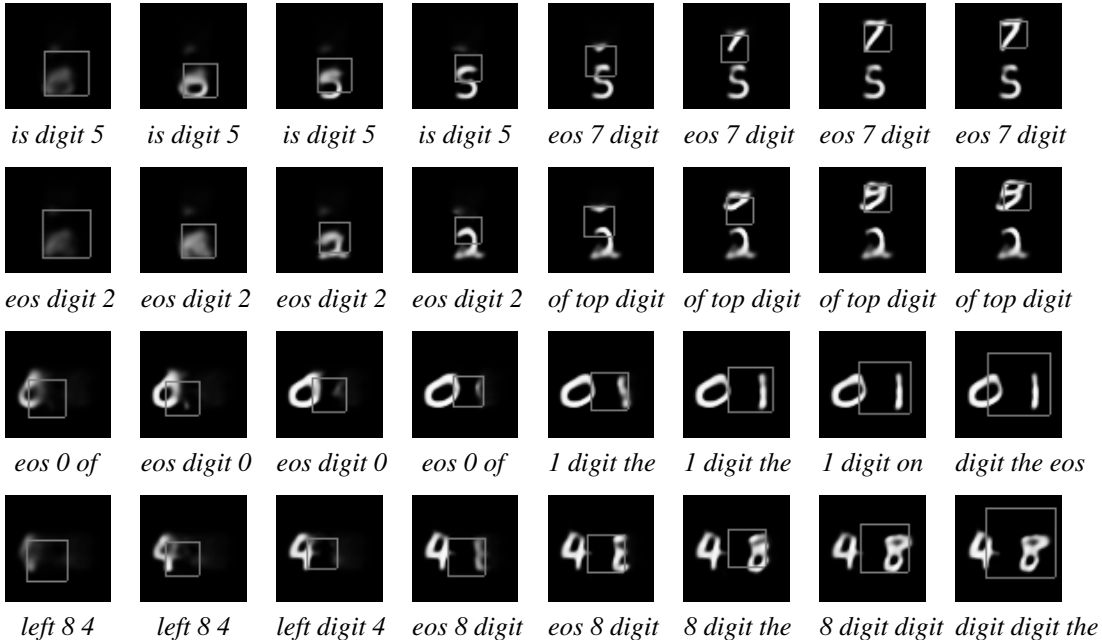 is digit 5 is digit 5 is digit 5 is digit 5 eos 7 digit eos 7 digit eos 7 digit eos 7 digit
eos digit 2 eos digit 2 eos digit 2 eos digit 2 of top digit of top digit of top digit of top digit
eos 0 of eos digit 0 eos digit 0 eos 0 of 1 digit the 1 digit the 1 digit on digit the eos
left 8 4 left 8 4 left digit 4 eos 8 digit eos 8 digit 8 digit the 8 digit digit digit digit the